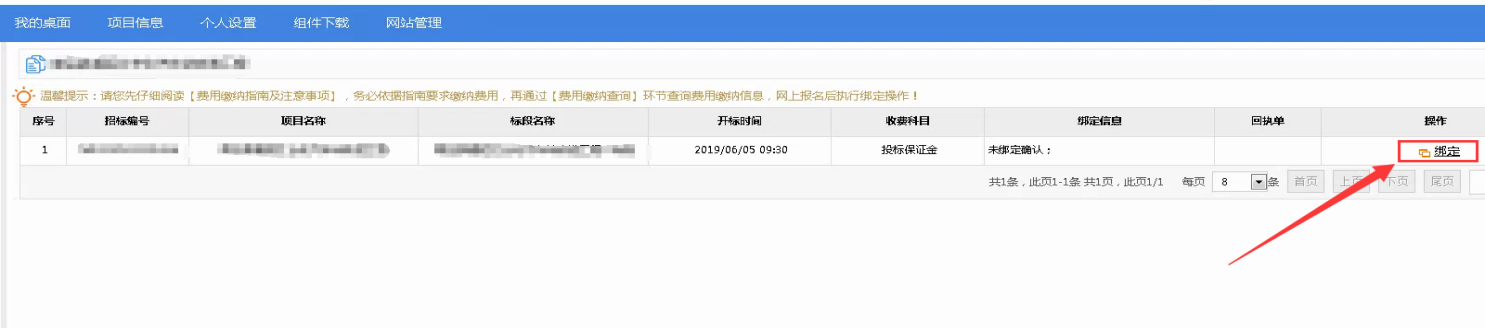 我的桌面 项目信息 个人设置 组件下载 网站管理
温馨提示：请您先仔细阅读【费用缴纳指南及注意事项】，务必依据指南要求缴纳费用，再通过【费用缴纳查询】环节查询费用缴纳信息，网上报名后执行绑定操作！
序号 招标编号 项目名称 标段名称 开标时间 收费科目 绑定信息 回执单 操作
1 2019/06/05 09:30 投标保证金 未绑定确认； 绑定
共1条，此页1-1条 共1页，此页1/1 每页 8 条 首页 上页 下页 尾页